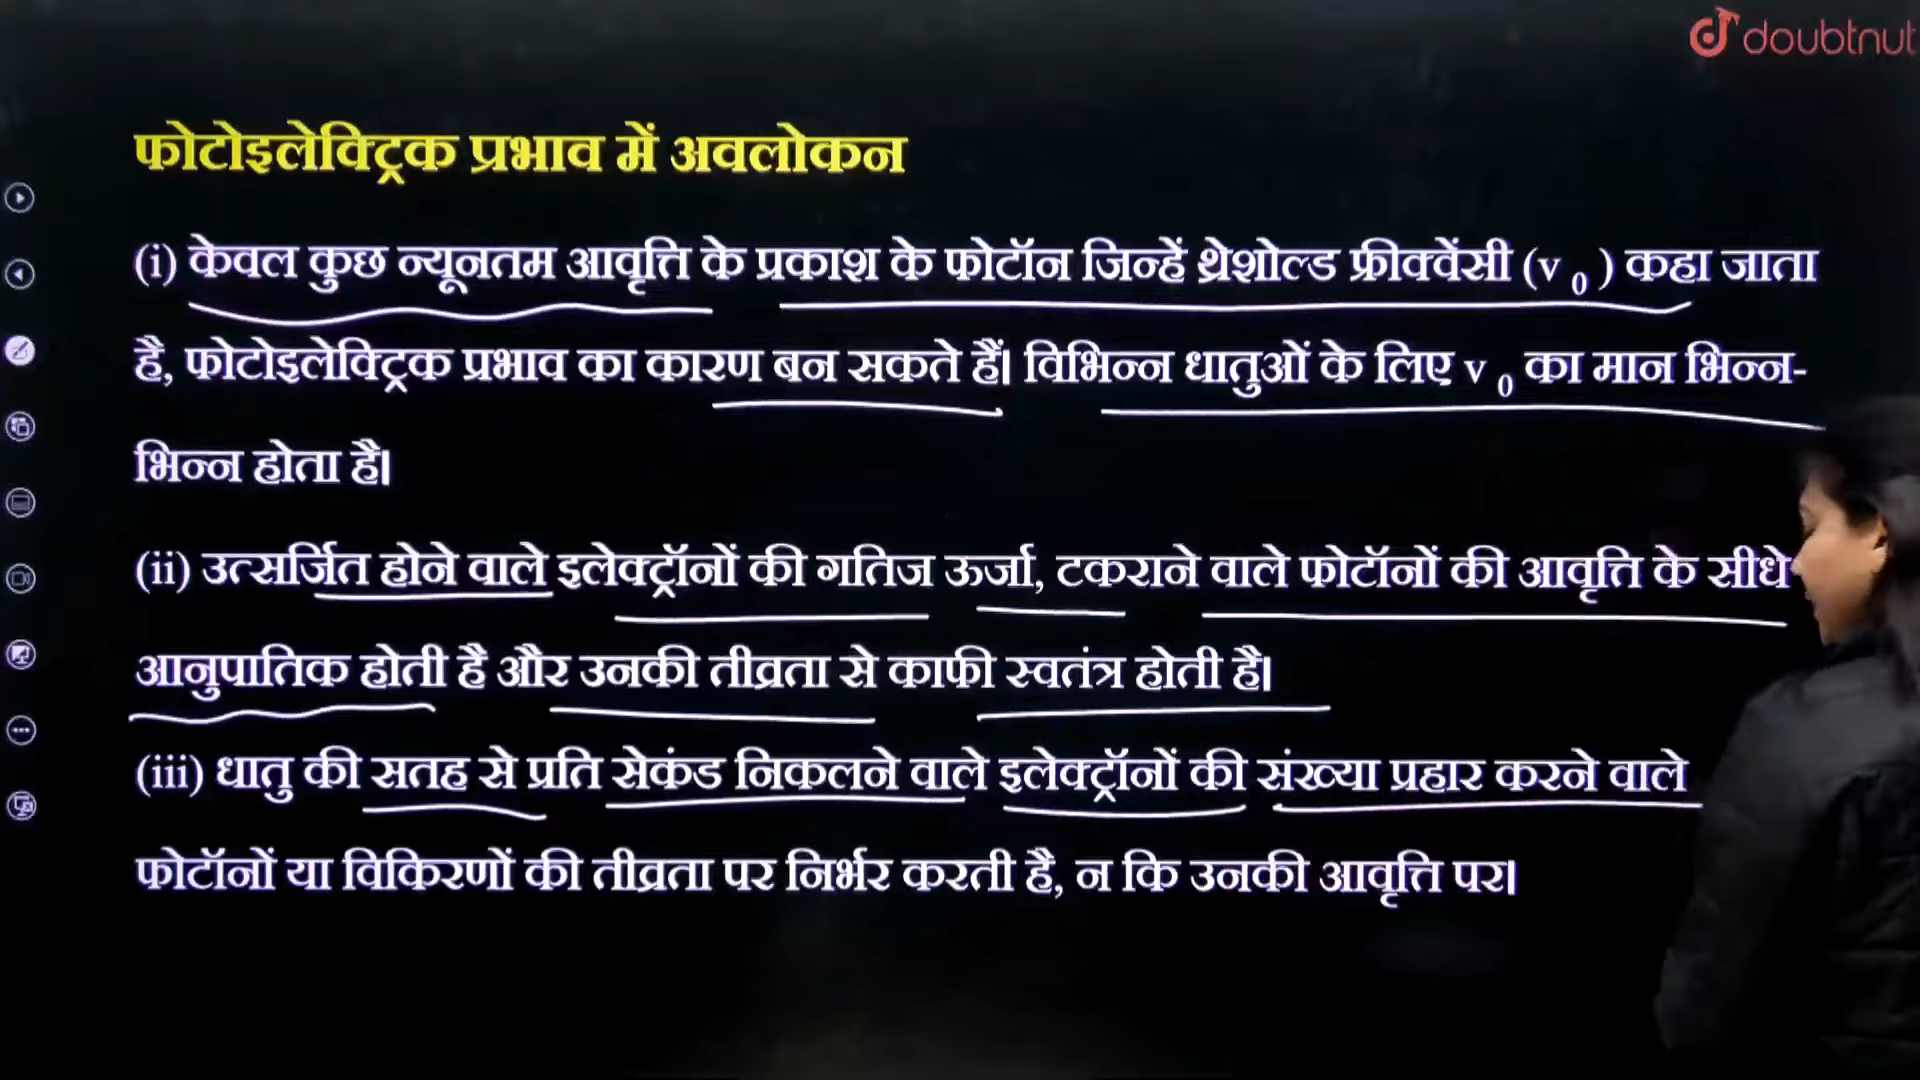 doubtnut
फोटोइलेक्ट्रिक प्रभाव में अवलोकन
(i) केवल कुछ न्यूनतम आवृत्ति के प्रकाश के फोटॉन जिन्हें थ्रेशोल्ड फ्रीक्वेंसी (v 0 ) कहा जाता
है, फोटोइलेक्ट्रिक प्रभाव का कारण बन सकते हैं। विभिन्न धातुओं के लिए v 0 का मान भिन्न-
भिन्न होता है।
(ii) उत्सर्जित होने वाले इलेक्ट्रॉनों की गतिज ऊर्जा, टकराने वाले फोटॉनों की आवृत्ति के सीधे
आनुपातिक होती है और उनकी तीव्रता से काफी स्वतंत्र होती है।
(iii) धातु की सतह से प्रति सेकंड निकलने वाले इलेक्ट्रॉनों की संख्या प्रहार करने वाले
फोटॉनों या विकिरणों की तीव्रता पर निर्भर करती है, न कि उनकी आवृत्ति पर।